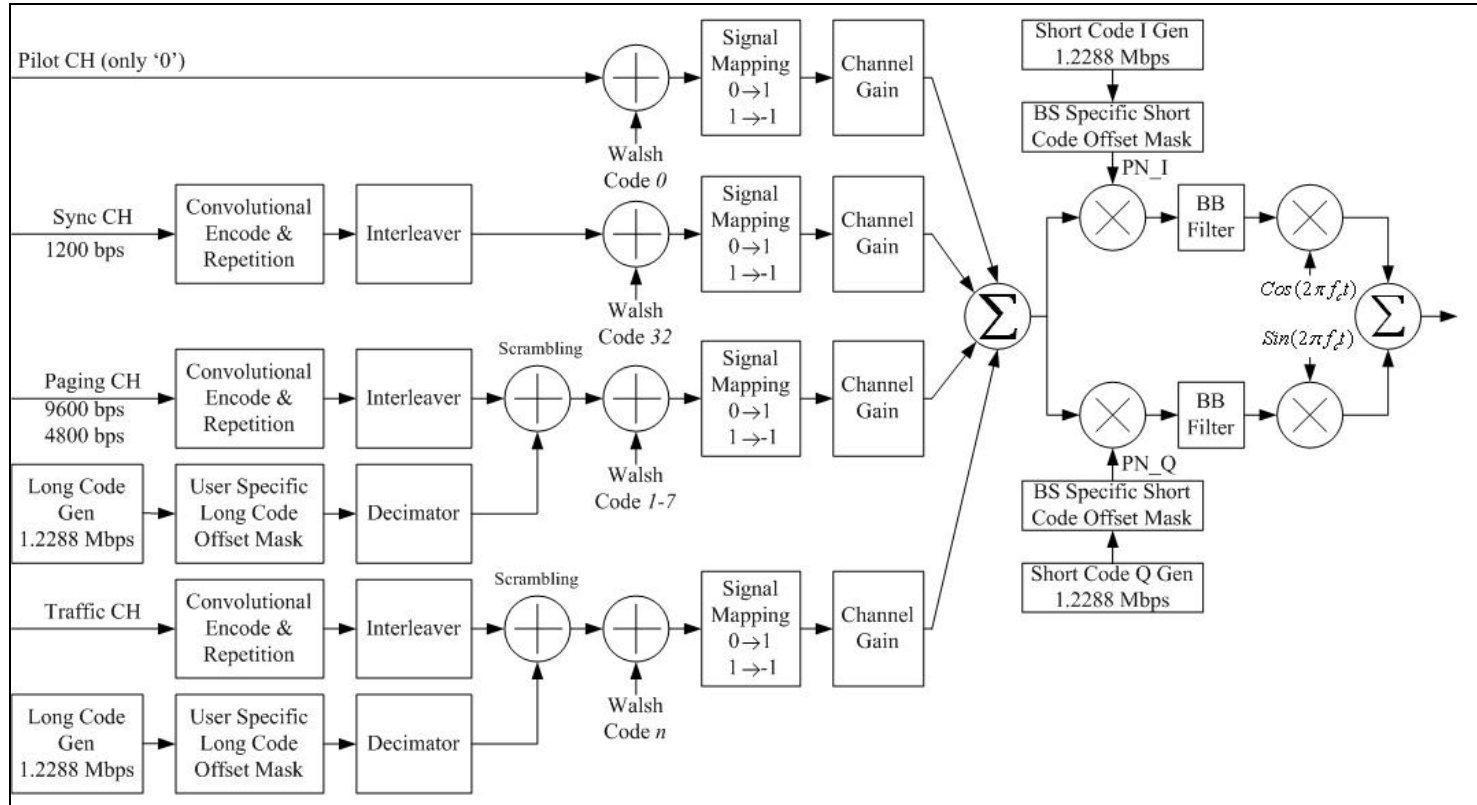 Pilot CH (only ‘0’)
Walsh
Code 0
Signal
Mapping
0→1
1→-1
Channel
Gain
Sync CH
1200 bps
Convolutional
Encode &
Repetition
Interleaver
Walsh
Code 32
Signal
Mapping
0→1
1→-1
Channel
Gain
Paging CH
9600 bps
4800 bps
Convolutional
Encode &
Repetition
Interleaver
Scrambling
Walsh
Code 1-7
Signal
Mapping
0→1
1→-1
Channel
Gain
Long Code
Gen
1.2288 Mbps
User Specific
Long Code
Offset Mask
Decimator
Traffic CH
Convolutional
Encode &
Repetition
Interleaver
Scrambling
Walsh
Code n
Signal
Mapping
0→1
1→-1
Channel
Gain
Long Code
Gen
1.2288 Mbps
User Specific
Long Code
Offset Mask
Decimator
Σ
Short Code I Gen
1.2288 Mbps
BS Specific Short
Code Offset Mask
PN_I
BB
Filter
Cos(2πf_ct)
Σ
Sin(2πf_ct)
BB
Filter
PN_Q
BS Specific Short
Code Offset Mask
Short Code Q Gen
1.2288 Mbps